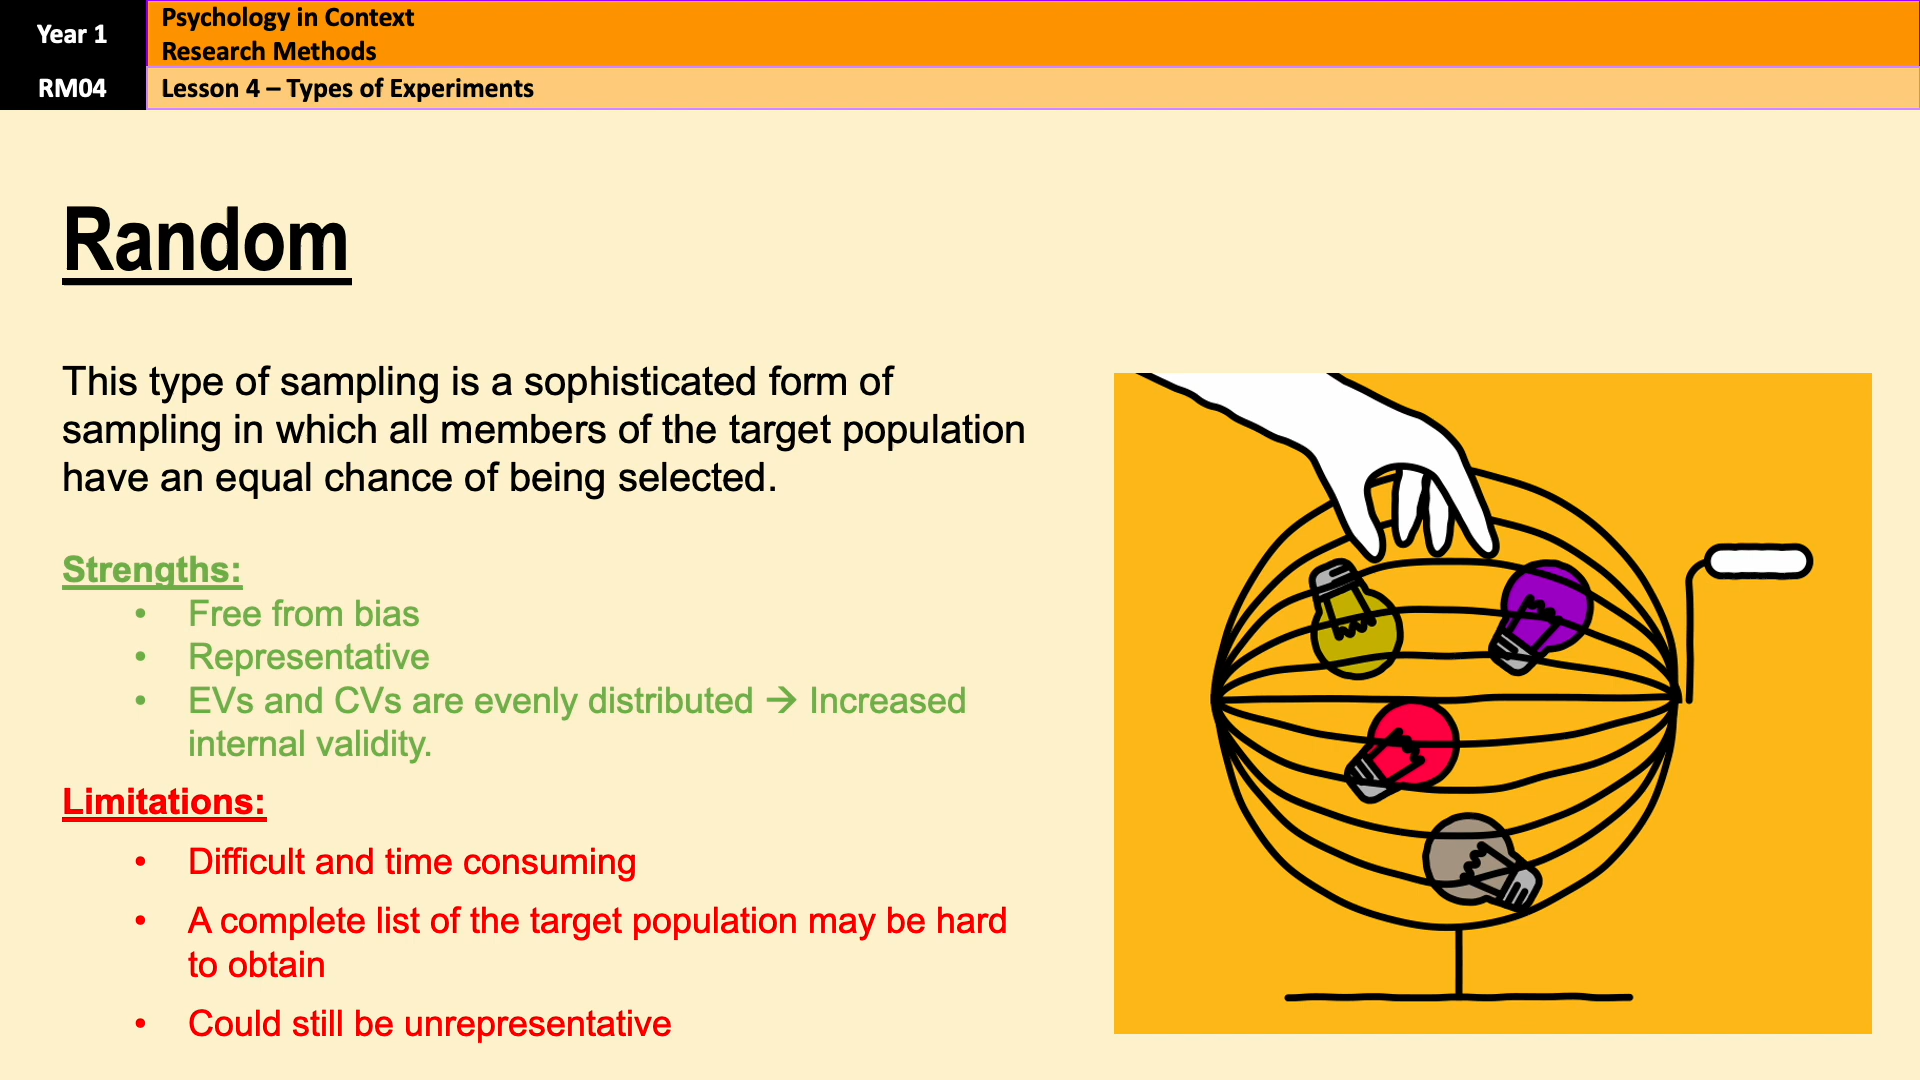 Year 1
Psychology in Context
Research Methods
RM04
Lesson 4 – Types of Experiments
Random
This type of sampling is a sophisticated form of
sampling in which all members of the target population
have an equal chance of being selected.
Strengths:
• Free from bias
• Representative
• EVs and CVs are evenly distributed → Increased
internal validity.
Limitations:
• Difficult and time consuming
• A complete list of the target population may be hard
to obtain
• Could still be unrepresentative